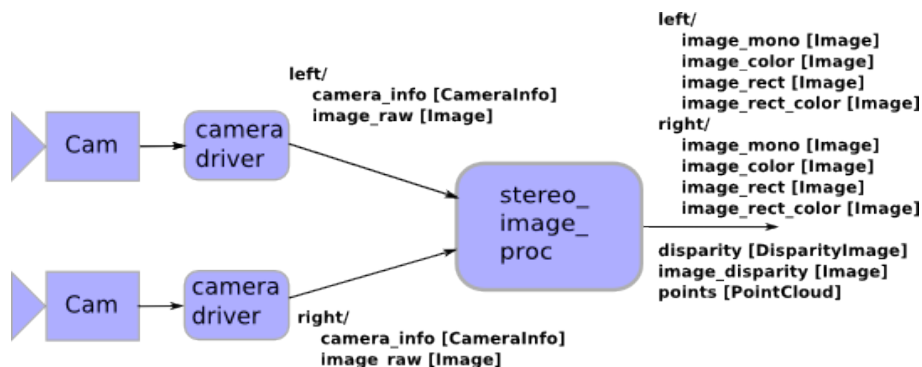 left/
camera_info [CameraInfo]
image_raw [Image]
Cam
camera
driver
Cam
camera
driver
right/
camera_info [CameraInfo]
image_raw [Image]
stereo_
image_
proc
left/
image_mono [Image]
image_color [Image]
image_rect [Image]
image_rect_color [Image]
right/
image_mono [Image]
image_color [Image]
image_rect [Image]
image_rect_color [Image]
disparity [DisparityImage]
image_disparity [Image]
points [PointCloud]